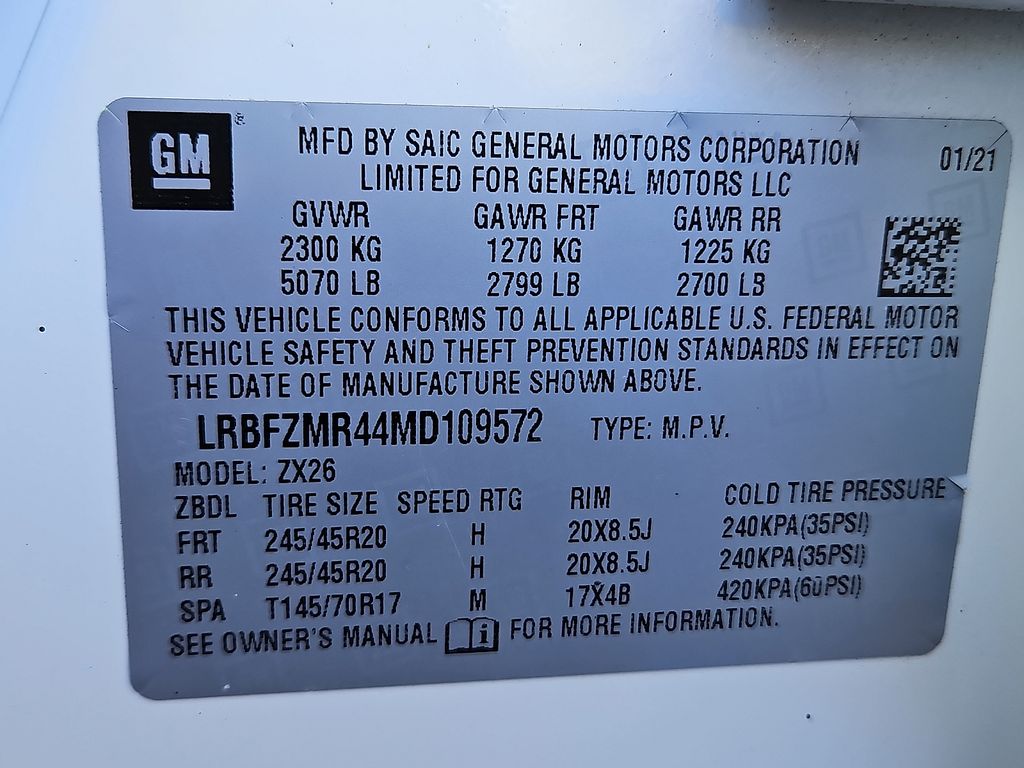 GM
MFD BY SAIC GENERAL MOTORS CORPORATION 01/21
LIMITED FOR GENERAL MOTORS LLC
GVWR GAWR FRT GAWR RR
2300 KG 1270 KG 1225 KG
5070 LB 2799 LB 2700 LB
THIS VEHICLE CONFORMS TO ALL APPLICABLE U.S. FEDERAL MOTOR
VEHICLE SAFETY AND THEFT PREVENTION STANDARDS IN EFFECT ON
THE DATE OF MANUFACTURE SHOWN ABOVE.
LRBFZMR44MD109572 TYPE: M.P.V.
MODEL: ZX26
ZBDL TIRE SIZE SPEED RTG RIM COLD TIRE PRESSURE
FRT 245/45R20 H 20X8.5J 240KPA(35PSI)
RR 245/45R20 H 20X8.5J 240KPA(35PSI)
SPA T145/70R17 M 17X4B 420KPA(60PSI)
SEE OWNER'S MANUAL i FOR MORE INFORMATION.